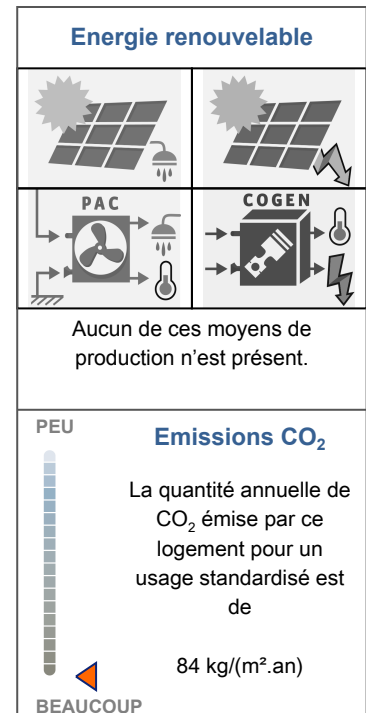 Energie renouvelable
PAC
COGEN
Aucun de ces moyens de
production n'est présent.
PEU
Emissions CO₂
La quantité annuelle de
CO₂ émise par ce
logement pour un
usage standardisé est
de
84 kg/(m².an)
BEAUCOUP